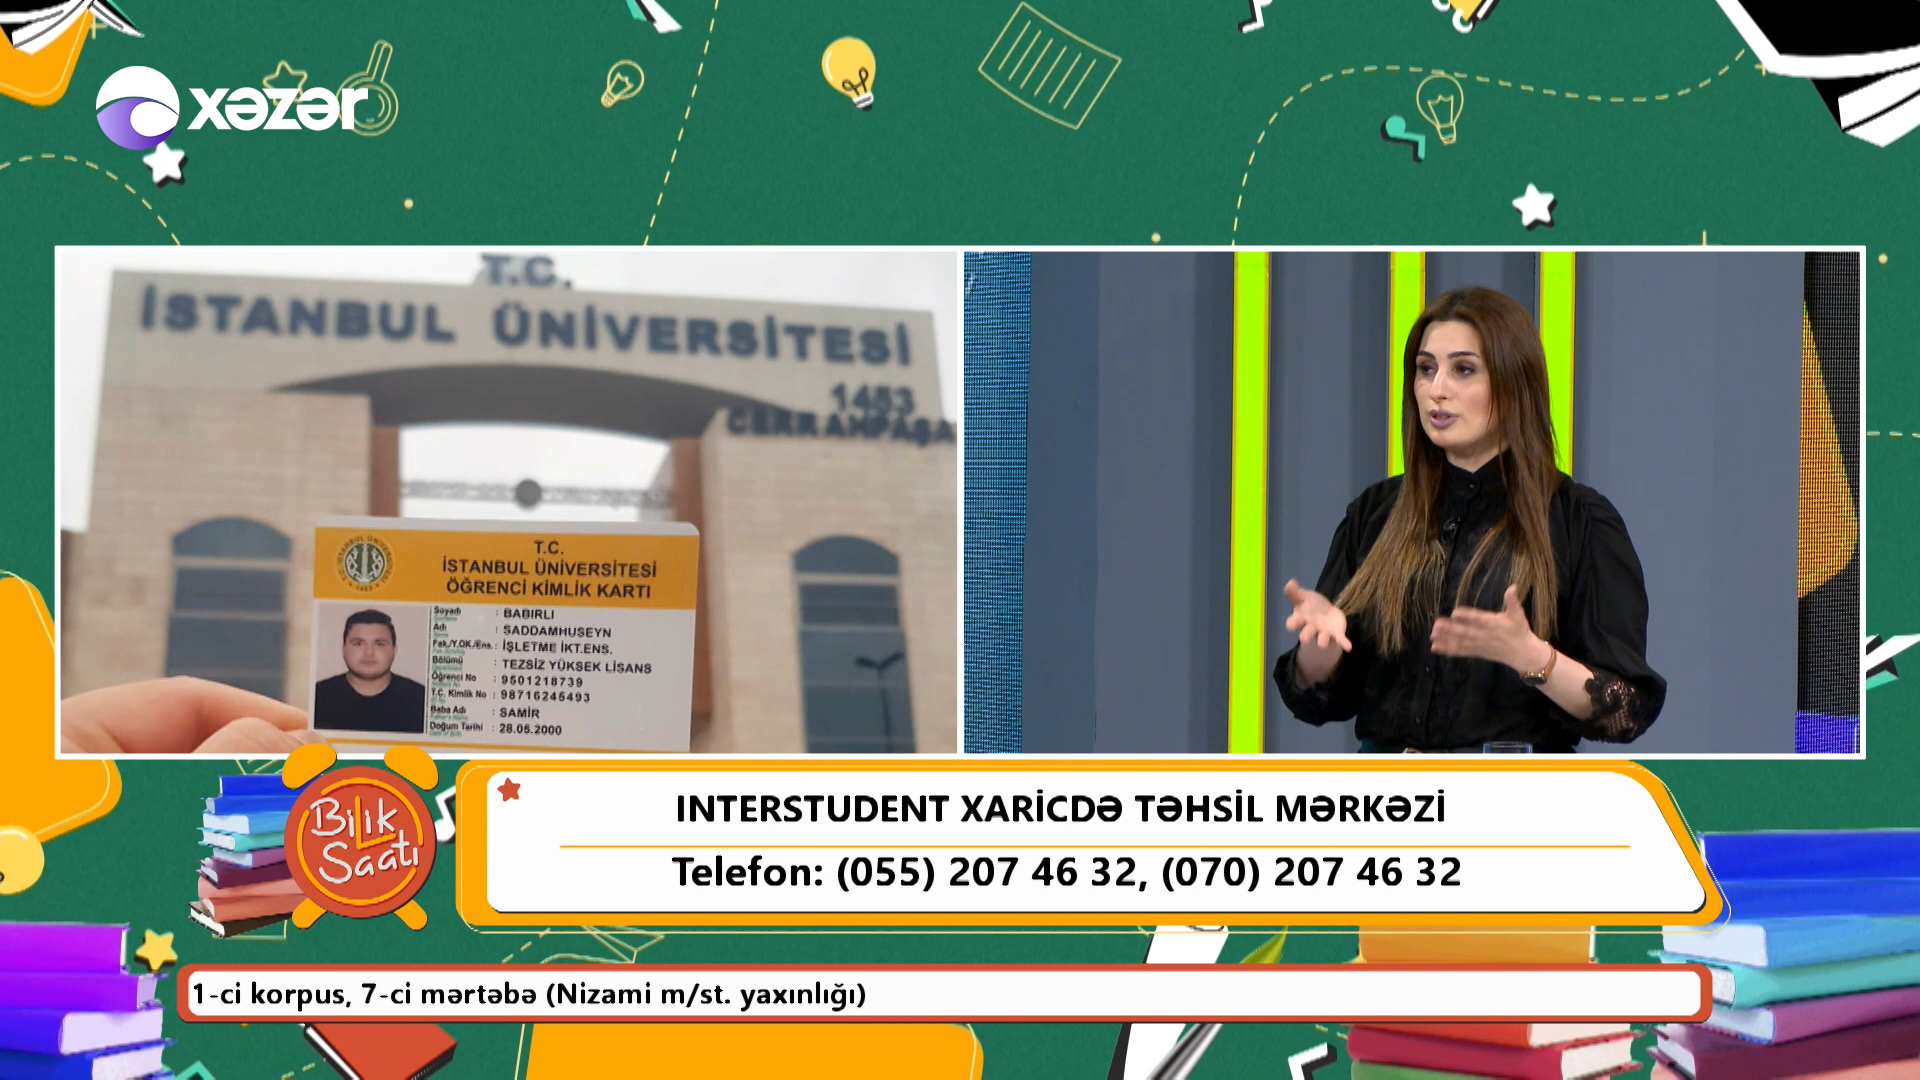 xəzər
T.C.
İSTANBUL ÜNİVERSİTESİ
1453
CERRAHPAŞA
T.C.
İSTANBUL ÜNİVERSİTESİ
ÖĞRENCİ KİMLİK KARTI
Soyadı : BABIRLI
Adı : SADDAMHUSEYN
Fak./Y.OK./Ens. : İŞLETME İKT.ENS.
Bölümü : TEZSİZ YÜKSEK LİSANS
Öğrenci No : 9501218739
T.C. Kimlik No : 98716245493
Baba Adı : SAMİR
Doğum Tarihi : 28.05.2000
BiLik
Saatı
INTERSTUDENT XARİCDƏ TƏHSİL MƏRKƏZİ
Telefon: (055) 207 46 32, (070) 207 46 32
1-ci korpus, 7-ci mərtəbə (Nizami m/st. yaxınlığı)